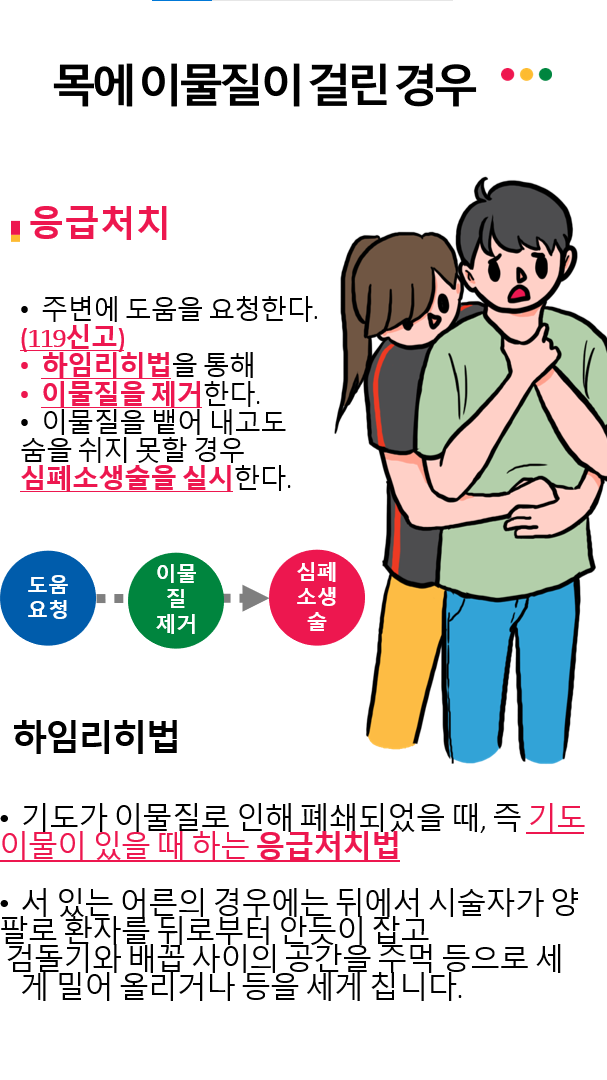 목에 이물질이 걸린 경우
응급처치
• 주변에 도움을 요청한다.
(119신고)
• 하임리히법을 통해
• 이물질을 제거한다.
• 이물질을 뱉어 내고도
숨을 쉬지 못할 경우
심폐소생술을 실시한다.
도움
요청
이물
질
제거
심폐
소생
술
하임리히법
• 기도가 이물질로 인해 폐쇄되었을 때, 즉 기도
이물이 있을 때 하는 응급처치법
• 서 있는 어른의 경우에는 뒤에서 시술자가 양
팔로 환자를 뒤로부터 안듯이 잡고
검돌기와 배꼽 사이의 공간을 주먹 등으로 세
게 밀어 올리거나 등을 세게 칩니다.